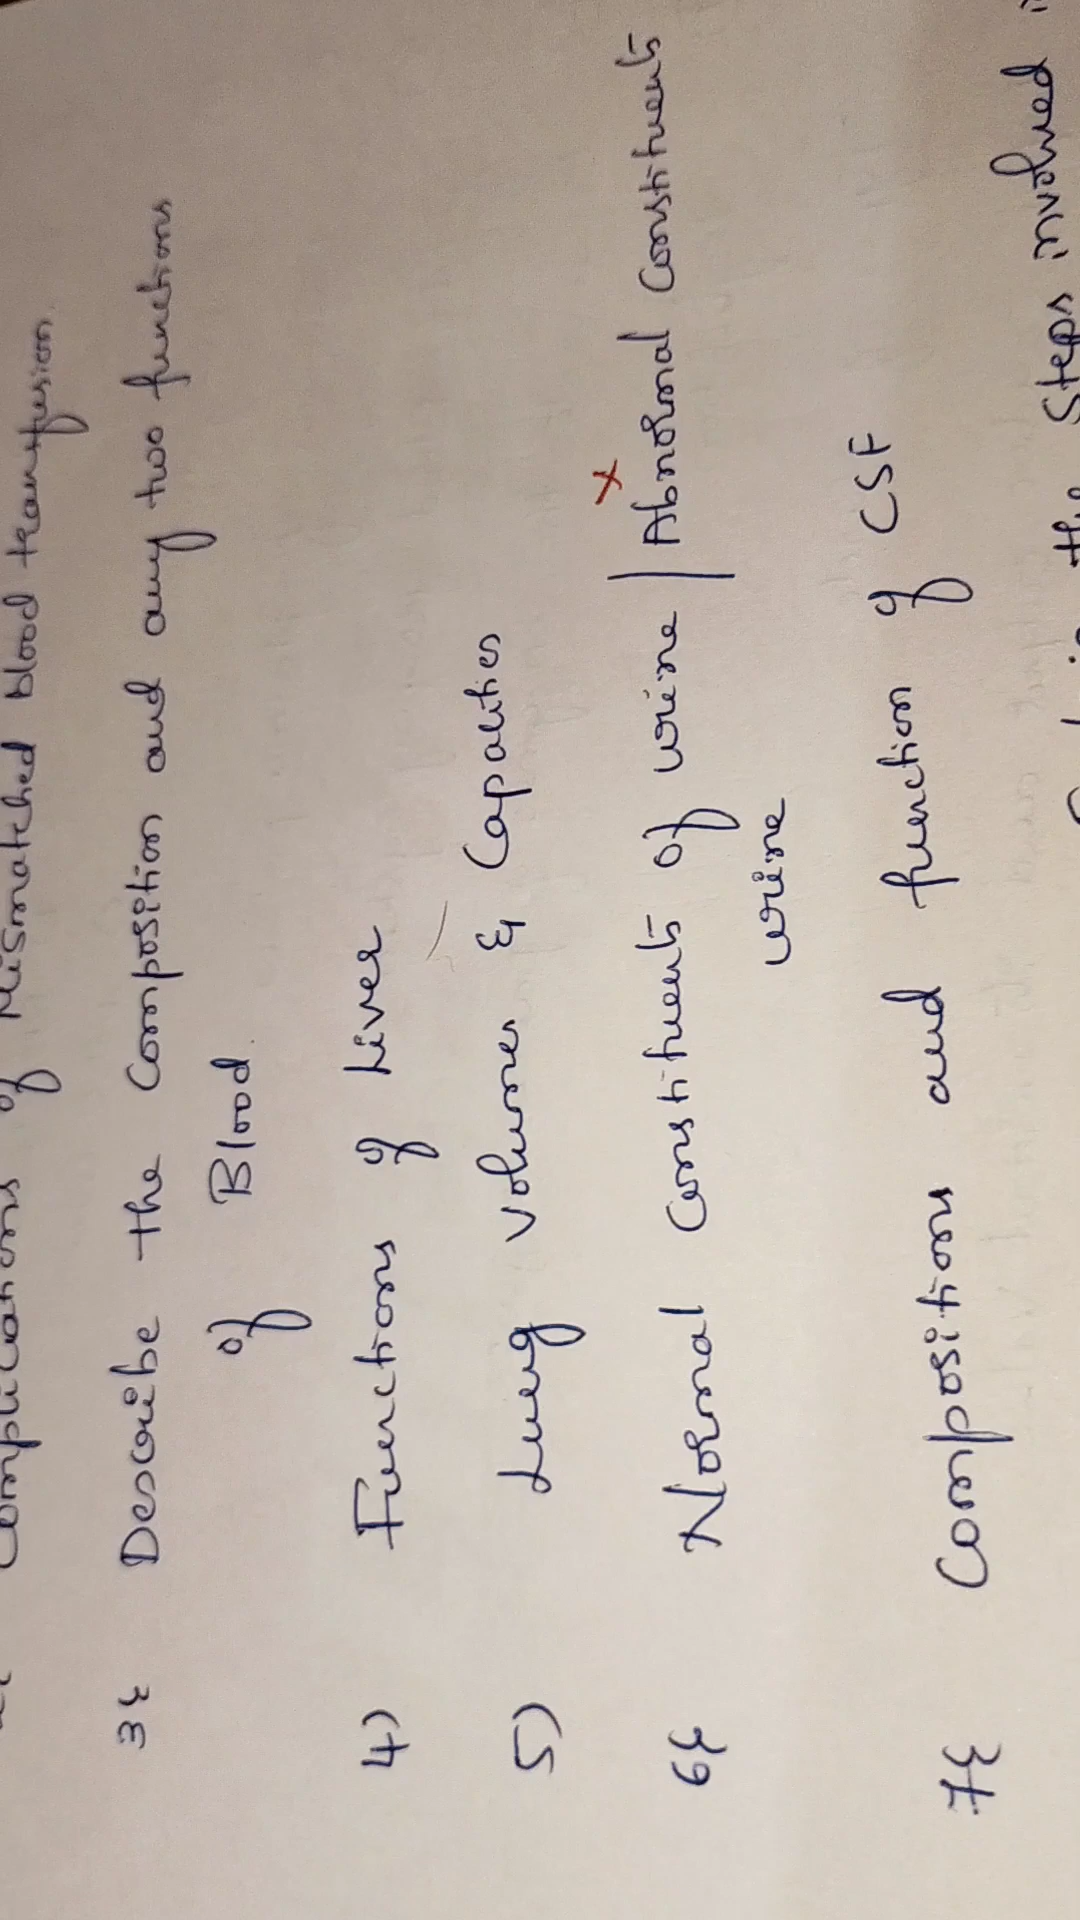 Complications of Mismatched blood transfusion.
3} Describe the Composition and any two functions
of Blood.
4) Functions of Liver
5) Lung Volumes & Capalities
6} Normal Constituents of urine | Abnormal Constituents
urine
7} Composition and function of CSF
the Steps involved